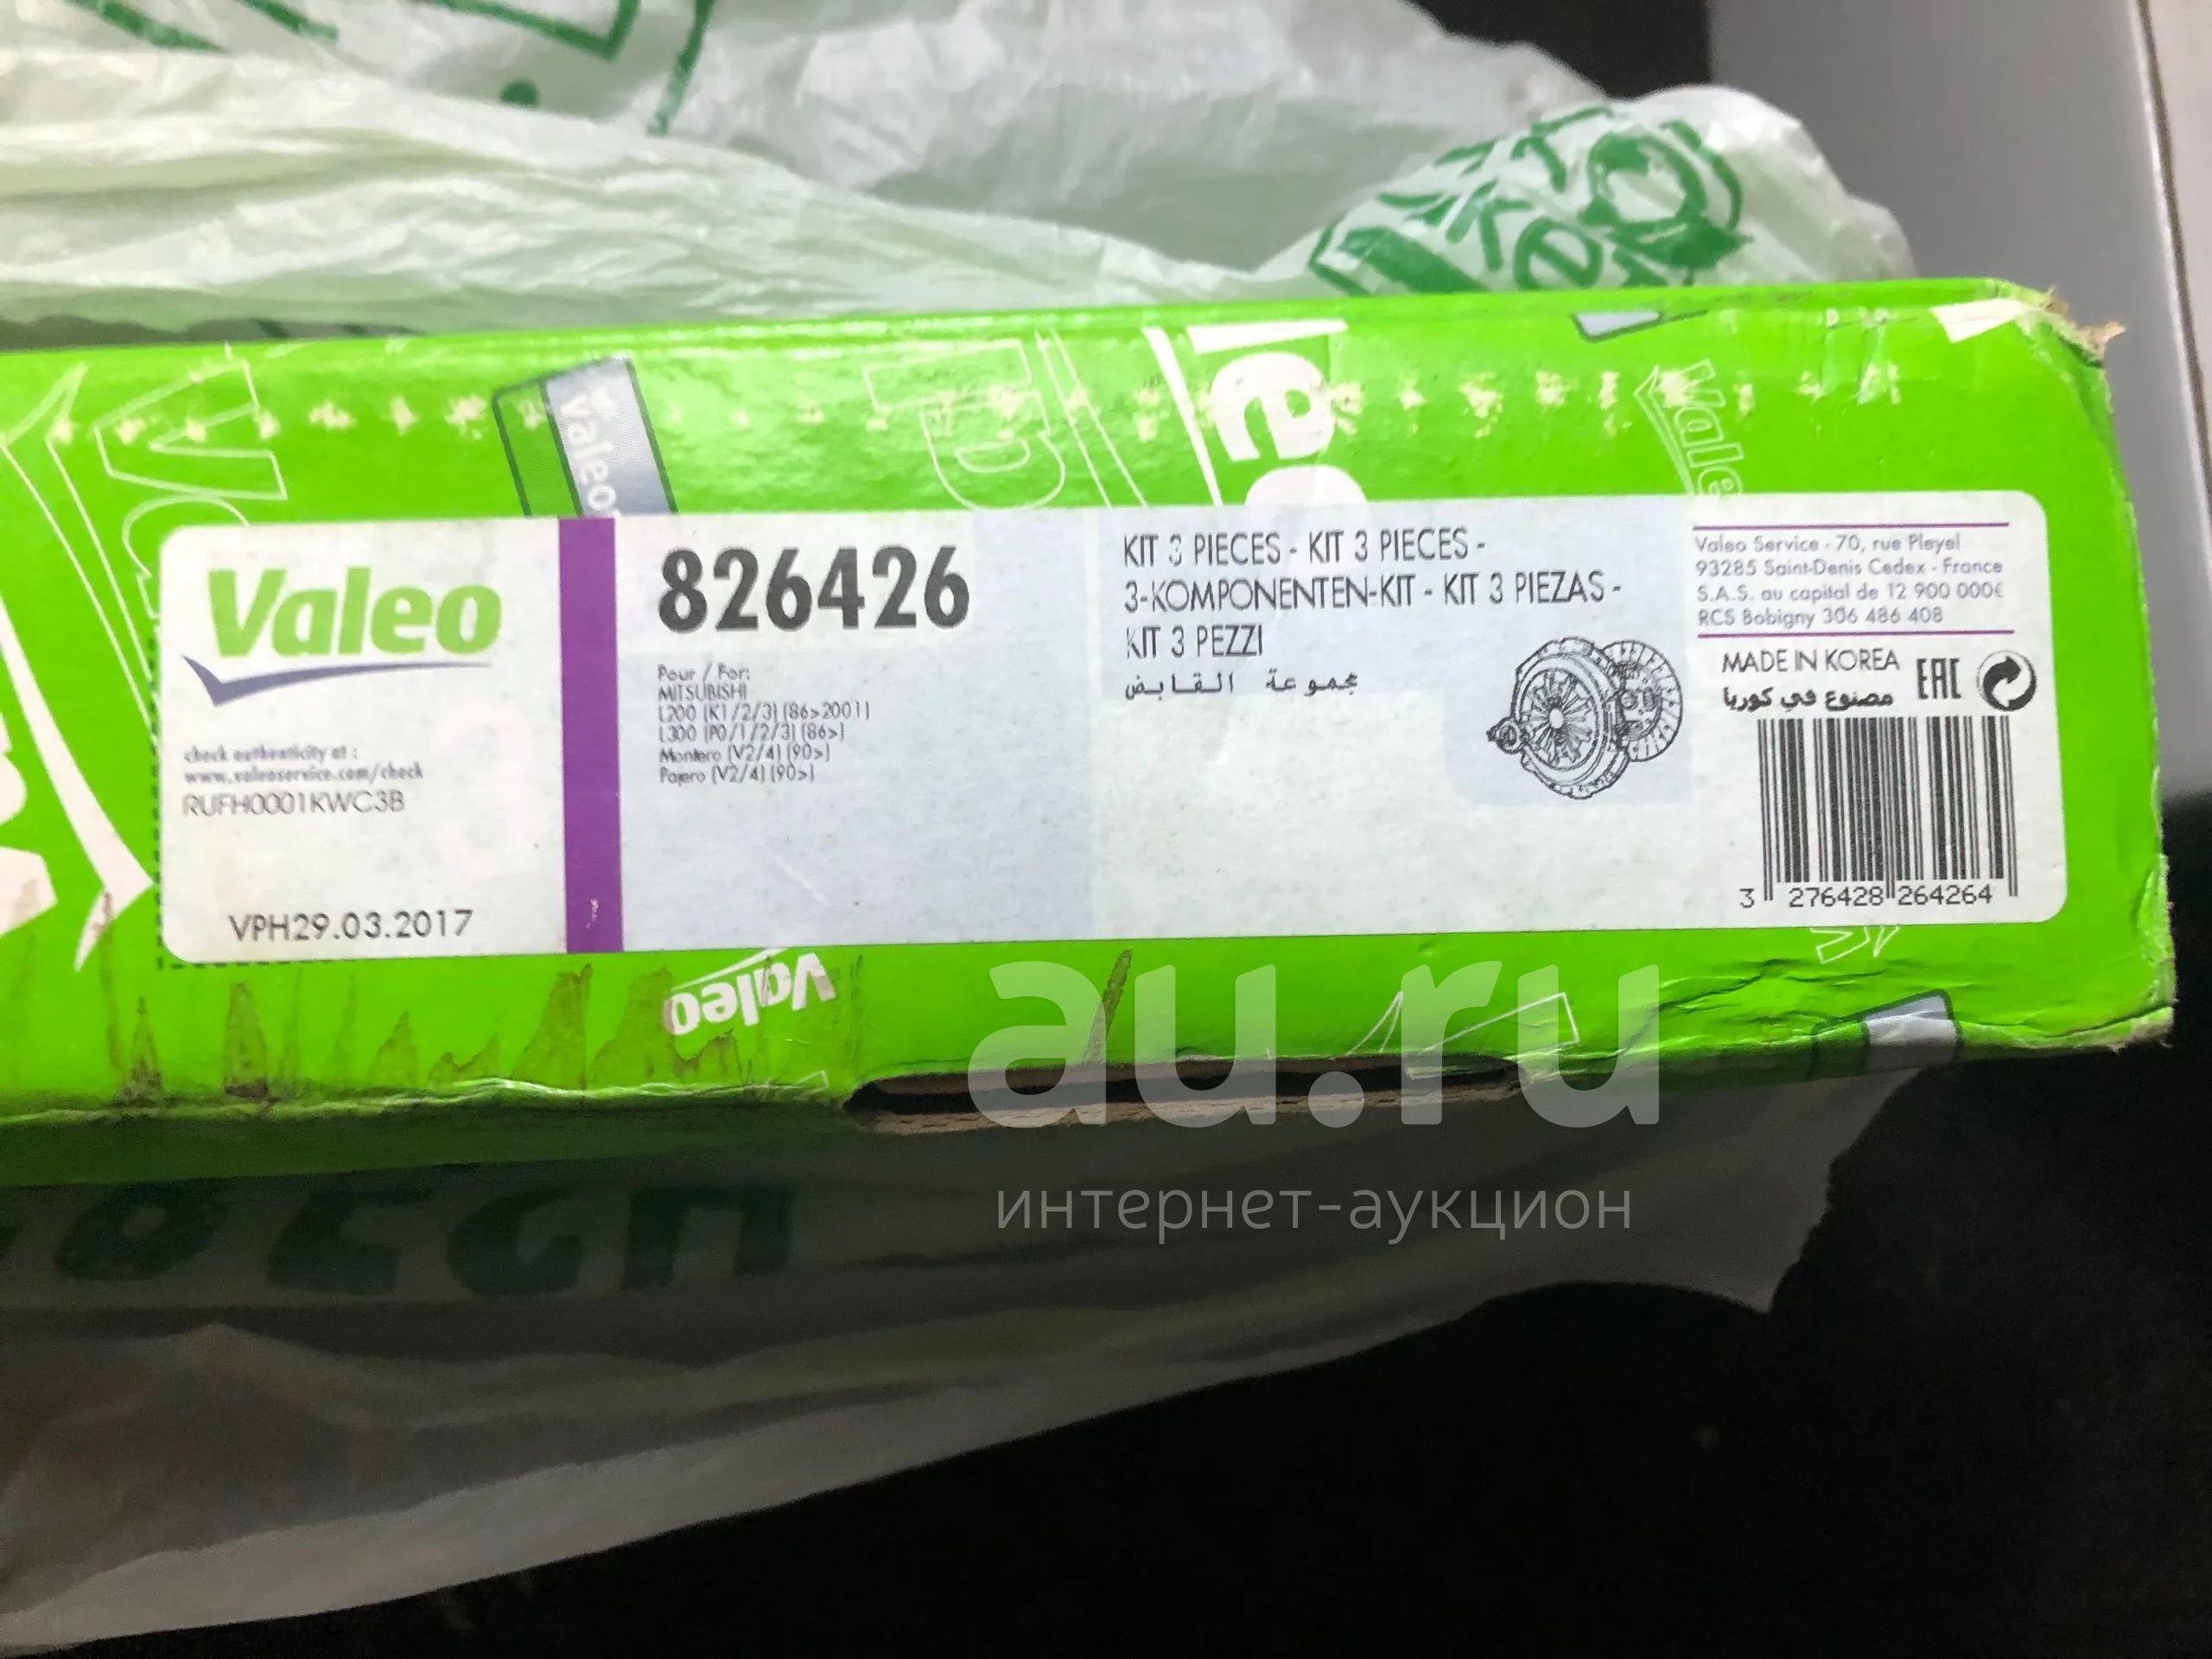 Valeo
Valeo
Valeo
check authenticity at :
www.valeoservice.com/check
RUFH0001KWC3B
VPH29.03.2017
826426
Pour / For:
MITSUBISHI
L200 (K1/2/3) (86>2001)
L300 (P0/1/2/3) (86>)
Montero (V2/4) (90>)
Pajero (V2/4) (90>)
KIT 3 PIECES - KIT 3 PIECES -
3-KOMPONENTEN-KIT - KIT 3 PIEZAS -
KIT 3 PEZZI
مجموعة القابض
Valeo Service - 70, rue Pleyel
93285 Saint-Denis Cedex - France
S.A.S. au capital de 12 900 000€
RCS Bobigny 306 486 408
MADE IN KOREA
مصنوع في كوريا
EAC
3 276428 264264
Valeo
au.ru
интернет-аукцион